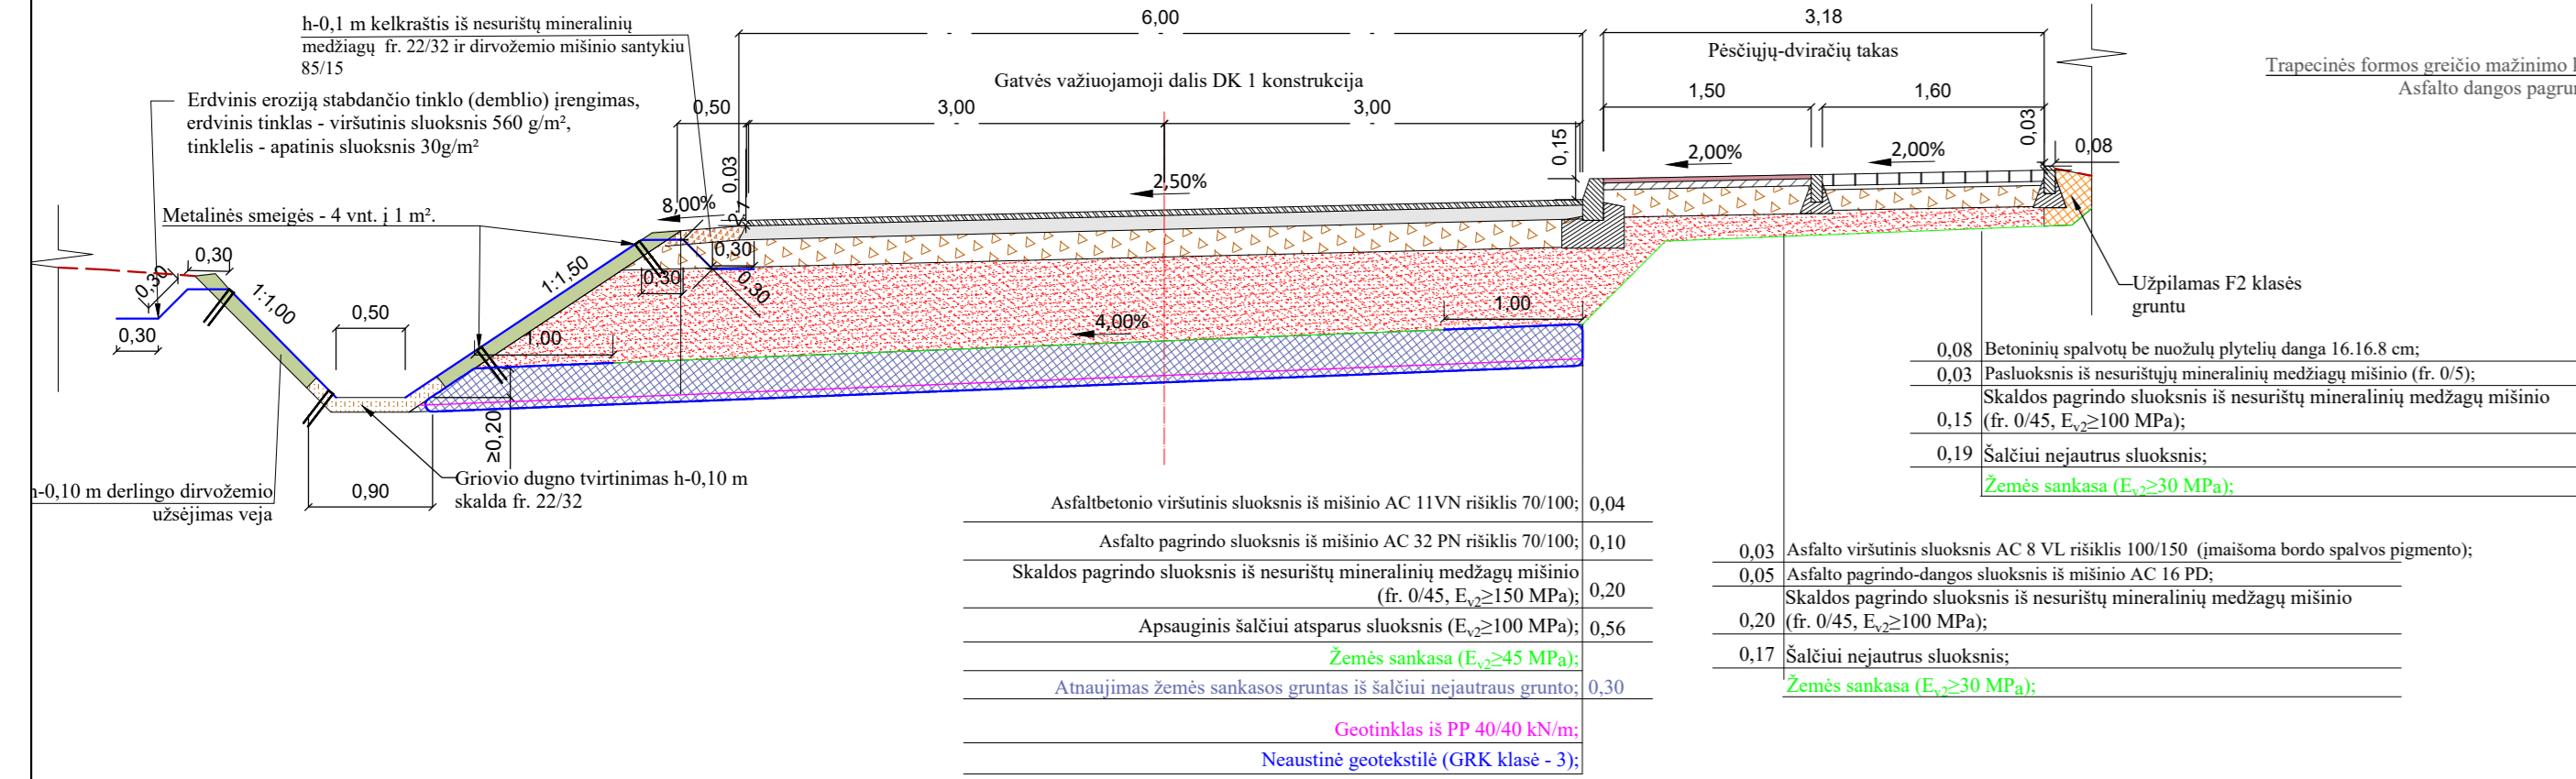 h-0,1 m kelkraštis iš nesurištų mineralinių
medžiagų fr. 22/32 ir dirvožemio mišinio santykiu
85/15
6,00
3,18
Pėsčiųjų-dviračių takas
Gatvės važiuojamoji dalis DK 1 konstrukcija
Trapecinės formos greičio mažinimo
Asfalto dangos
Erdvinis eroziją stabdančio tinklo (demblio) įrengimas,
erdvinis tinklas - viršutinis sluoksnis 560 g/m²,
tinklelis - apatinis sluoksnis 30g/m²
0,50
3,00
3,00
1,50
1,60
0,03
0,15
0,03
0,08
2,00%
2,00%
2,50%
8,00%
Metalinės smeigės - 4 vnt. į 1 m².
0,30
0,30
0,30
1:1,00
0,50
1:1,50
0,30
0,30
0,30
1,00
4,00%
1,00
≥0,20
0,90
Užpilamas F2 klasės
gruntu
Griovio dugno tvirtinimas h-0,10 m
skalda fr. 22/32
h-0,10 m derlingo dirvožemio
užsėjimas veja
0,08 Betoninių spalvotų be nuožulų plytelių danga 16.16.8 cm;
0,03 Pasluoksnis iš nesurištųjų mineralinių medžiagų mišinio (fr. 0/5);
Skaldos pagrindo sluoksnis iš nesurištų mineralinių medžagų mišinio
0,15 (fr. 0/45, Ev2≥100 MPa);
0,19 Šalčiui nejautrus sluoksnis;
Žemės sankasa (Ev2≥30 MPa);
Asfaltbetonio viršutinis sluoksnis iš mišinio AC 11VN rišiklis 70/100; 0,04
Asfalto pagrindo sluoksnis iš mišinio AC 32 PN rišiklis 70/100; 0,10
Skaldos pagrindo sluoksnis iš nesurištų mineralinių medžagų mišinio
(fr. 0/45, Ev2≥150 MPa); 0,20
Apsauginis šalčiui atsparus sluoksnis (Ev2≥100 MPa); 0,56
Žemės sankasa (Ev2≥45 MPa);
Atnaujimas žemės sankasos gruntas iš šalčiui nejautraus grunto; 0,30
Geotinklas iš PP 40/40 kN/m;
Neaustinė geotekstilė (GRK klasė - 3);
0,03 Asfalto viršutinis sluoksnis AC 8 VL rišiklis 100/150 (įmaišoma bordo spalvos pigmento);
0,05 Asfalto pagrindo-dangos sluoksnis iš mišinio AC 16 PD;
Skaldos pagrindo sluoksnis iš nesurištų mineralinių medžagų mišinio
0,20 (fr. 0/45, Ev2≥100 MPa);
0,17 Šalčiui nejautrus sluoksnis;
Žemės sankasa (Ev2≥30 MPa);